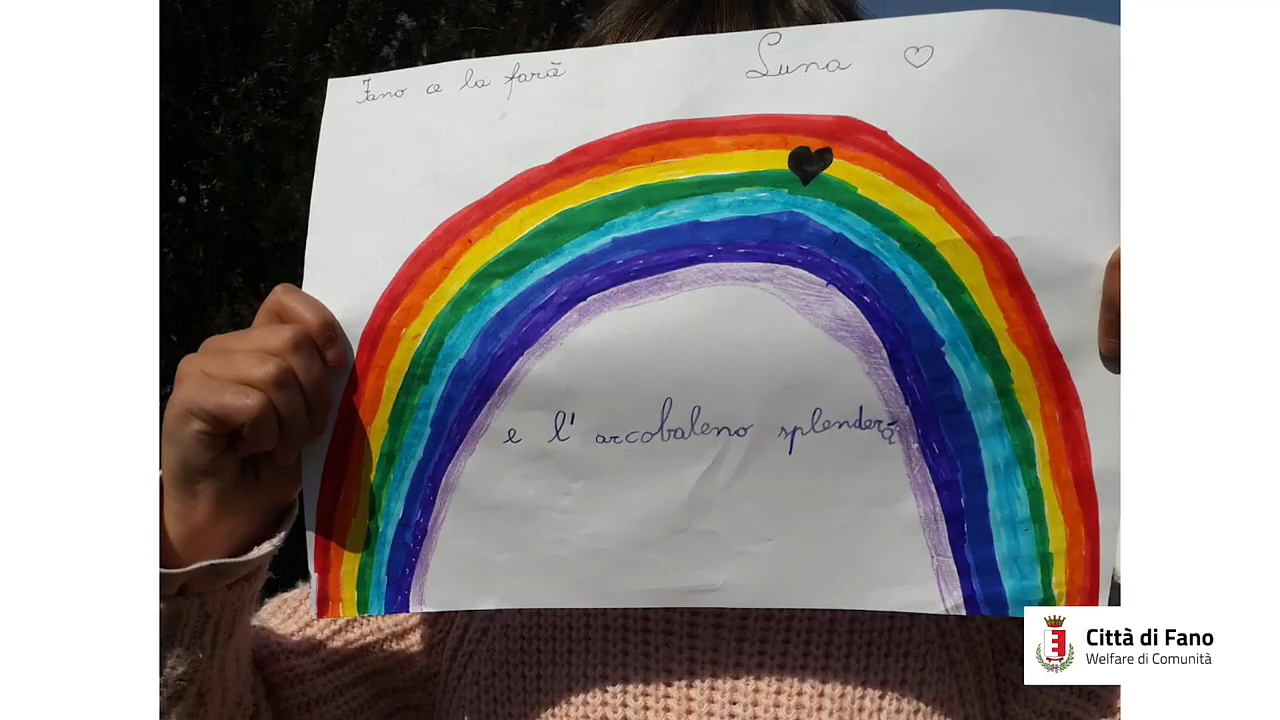 Fano ce la farà
Luna
e l' arcobaleno splenderà
Città di Fano
Welfare di Comunità